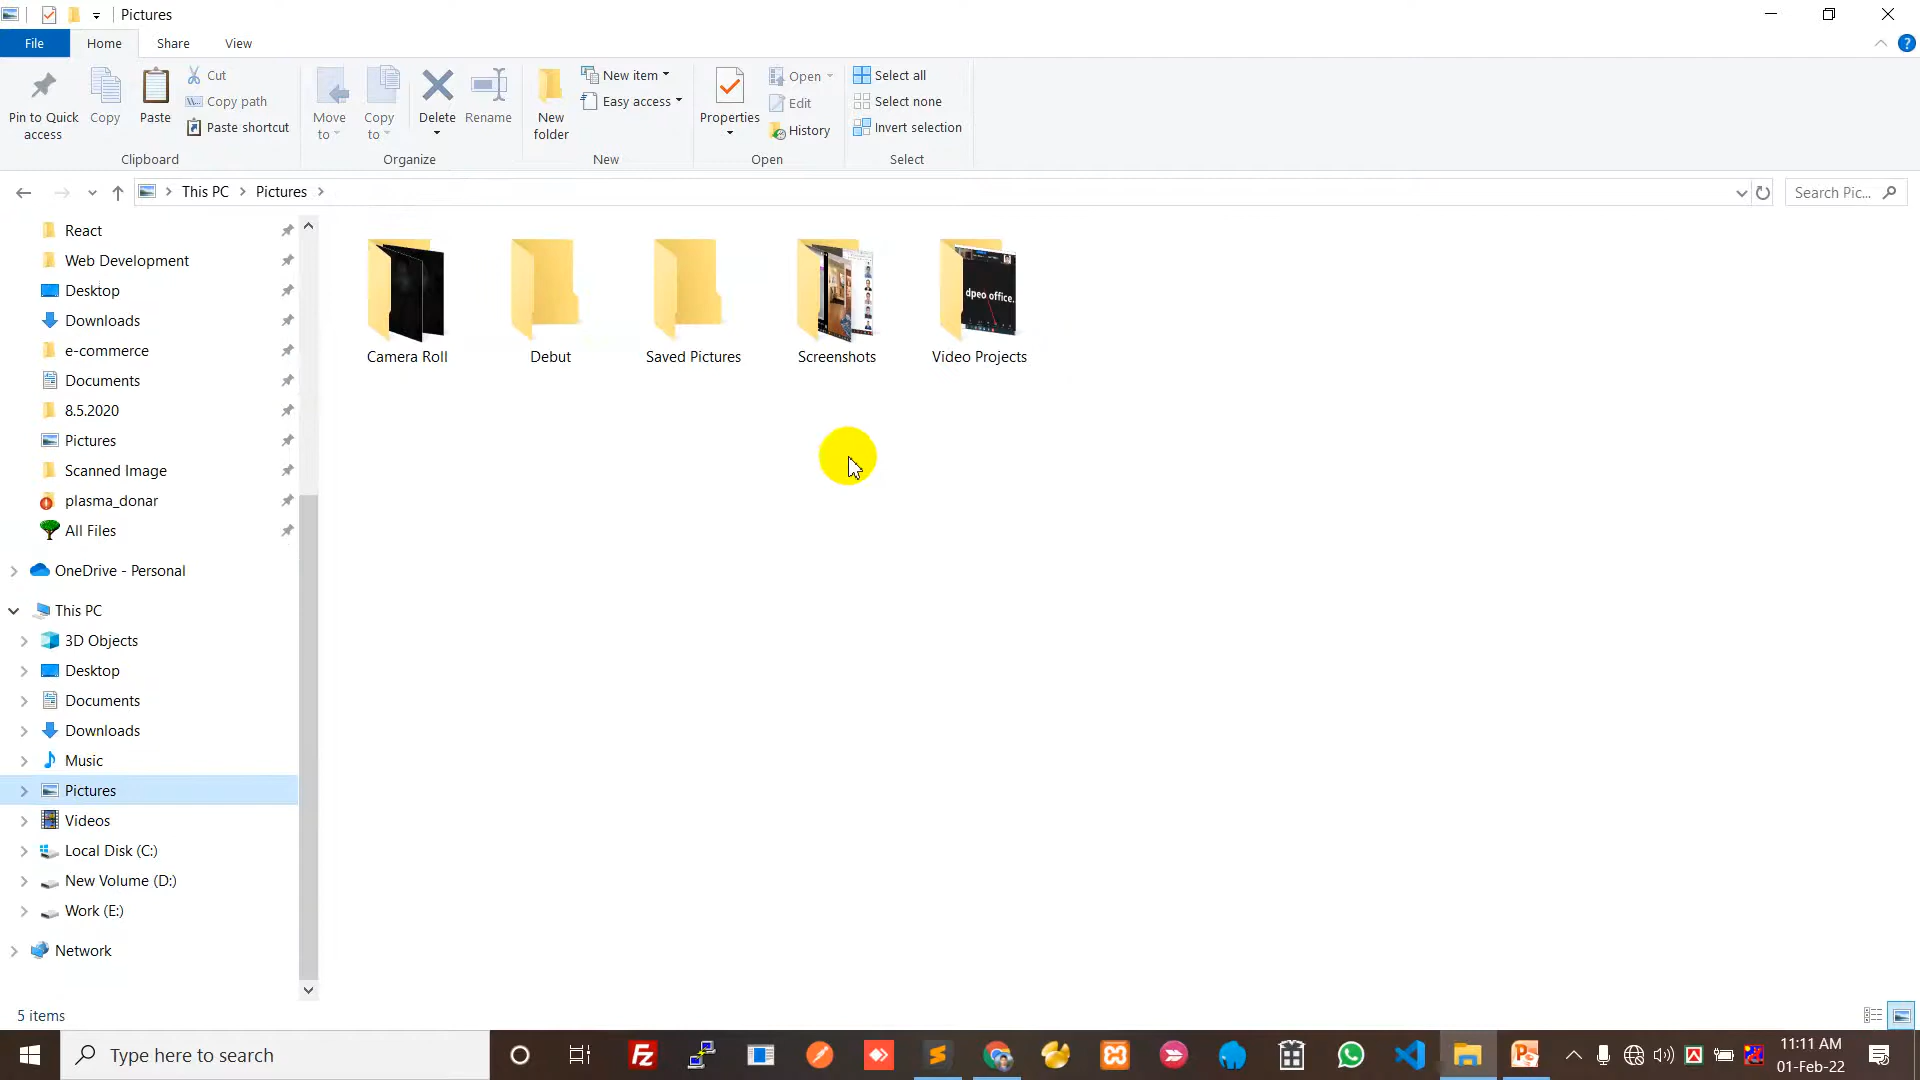 Pictures
File Home Share View
Pin to Quick access
Copy
Paste
Cut
Copy path
Paste shortcut
Clipboard
Move to
Copy to
Delete
Rename
Organize
New folder
New item
Easy access
New
Properties
Open
Edit
History
Open
Select all
Select none
Invert selection
Select
This PC > Pictures >
Search Pic...
React
Web Development
Desktop
Downloads
e-commerce
Documents
8.5.2020
Pictures
Scanned Image
plasma_donar
All Files
OneDrive - Personal
This PC
3D Objects
Desktop
Documents
Downloads
Music
Pictures
Videos
Local Disk (C:)
New Volume (D:)
Work (E:)
Network
dpeo office.
Camera Roll
Debut
Saved Pictures
Screenshots
Video Projects
5 items
Type here to search
11:11 AM
01-Feb-22